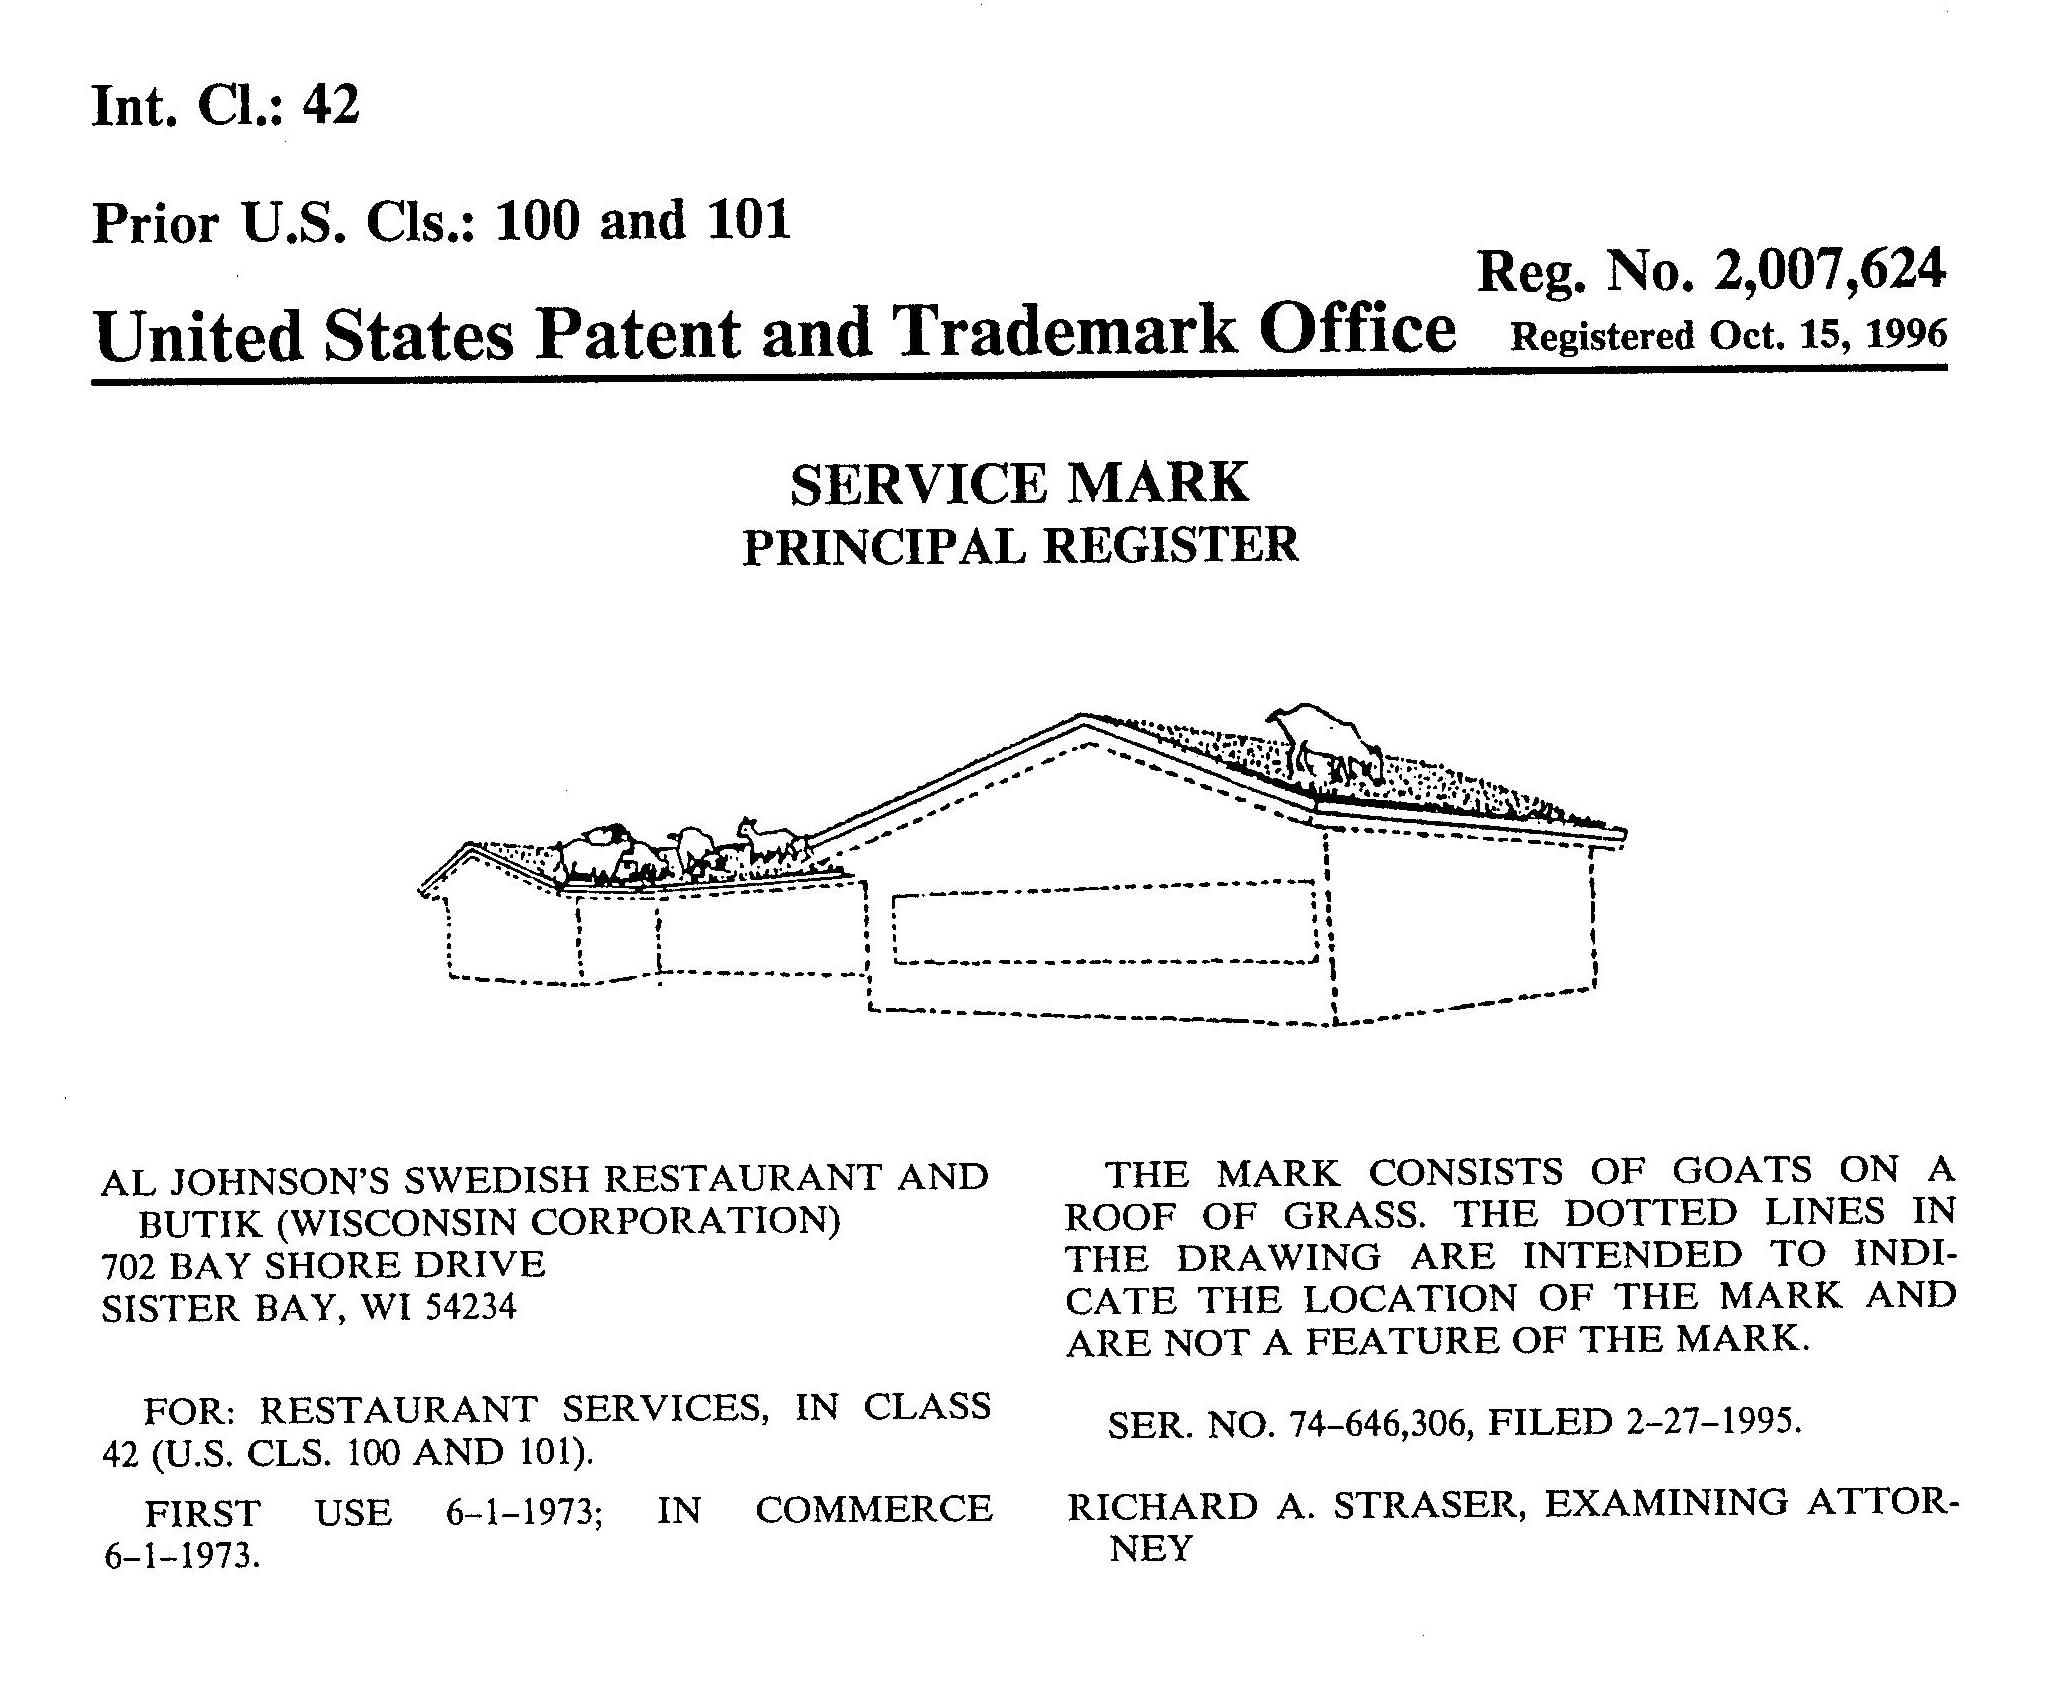 Int. Cl.: 42
Prior U.S. Cls.: 100 and 101
Reg. No. 2,007,624
United States Patent and Trademark Office
Registered Oct. 15, 1996
SERVICE MARK
PRINCIPAL REGISTER
AL JOHNSON'S SWEDISH RESTAURANT AND
BUTIK (WISCONSIN CORPORATION)
702 BAY SHORE DRIVE
SISTER BAY, WI 54234
FOR: RESTAURANT SERVICES, IN CLASS
42 (U.S. CLS. 100 AND 101).
FIRST USE 6-1-1973; IN COMMERCE
6-1-1973.
THE MARK CONSISTS OF GOATS ON A
ROOF OF GRASS. THE DOTTED LINES IN
THE DRAWING ARE INTENDED TO INDI-
CATE THE LOCATION OF THE MARK AND
ARE NOT A FEATURE OF THE MARK.
SER. NO. 74-646,306, FILED 2-27-1995.
RICHARD A. STRASER, EXAMINING ATTOR-
NEY